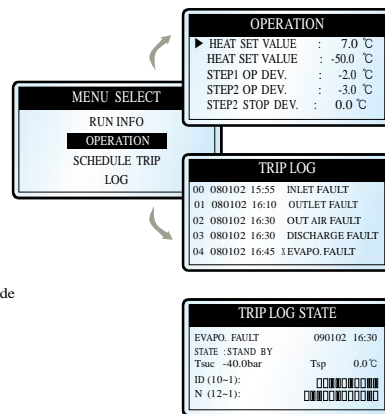 OPERATION
▶ HEAT SET VALUE : 7.0 ℃
HEAT SET VALUE : -50.0 ℃
STEP1 OP DEV. : -2.0 ℃
STEP2 OP DEV. : -3.0 ℃
STEP2 STOP DEV. : 0.0 ℃
MENU SELECT
RUN INFO
OPERATION
SCHEDULE TRIP
LOG
TRIP LOG
00 080102 15:55 INLET FAULT
01 080102 16:10 OUTLET FAULT
02 080102 16:30 OUT AIR FAULT
03 080102 16:30 DISCHARGE FAULT
04 080102 16:45 EVAPO. FAULT
de
TRIP LOG STATE
EVAPO. FAULT 090102 16:30
STATE : STAND BY
Tsuc -40.0bar Tsp 0.0℃
ID (10~1):
N (12~1):